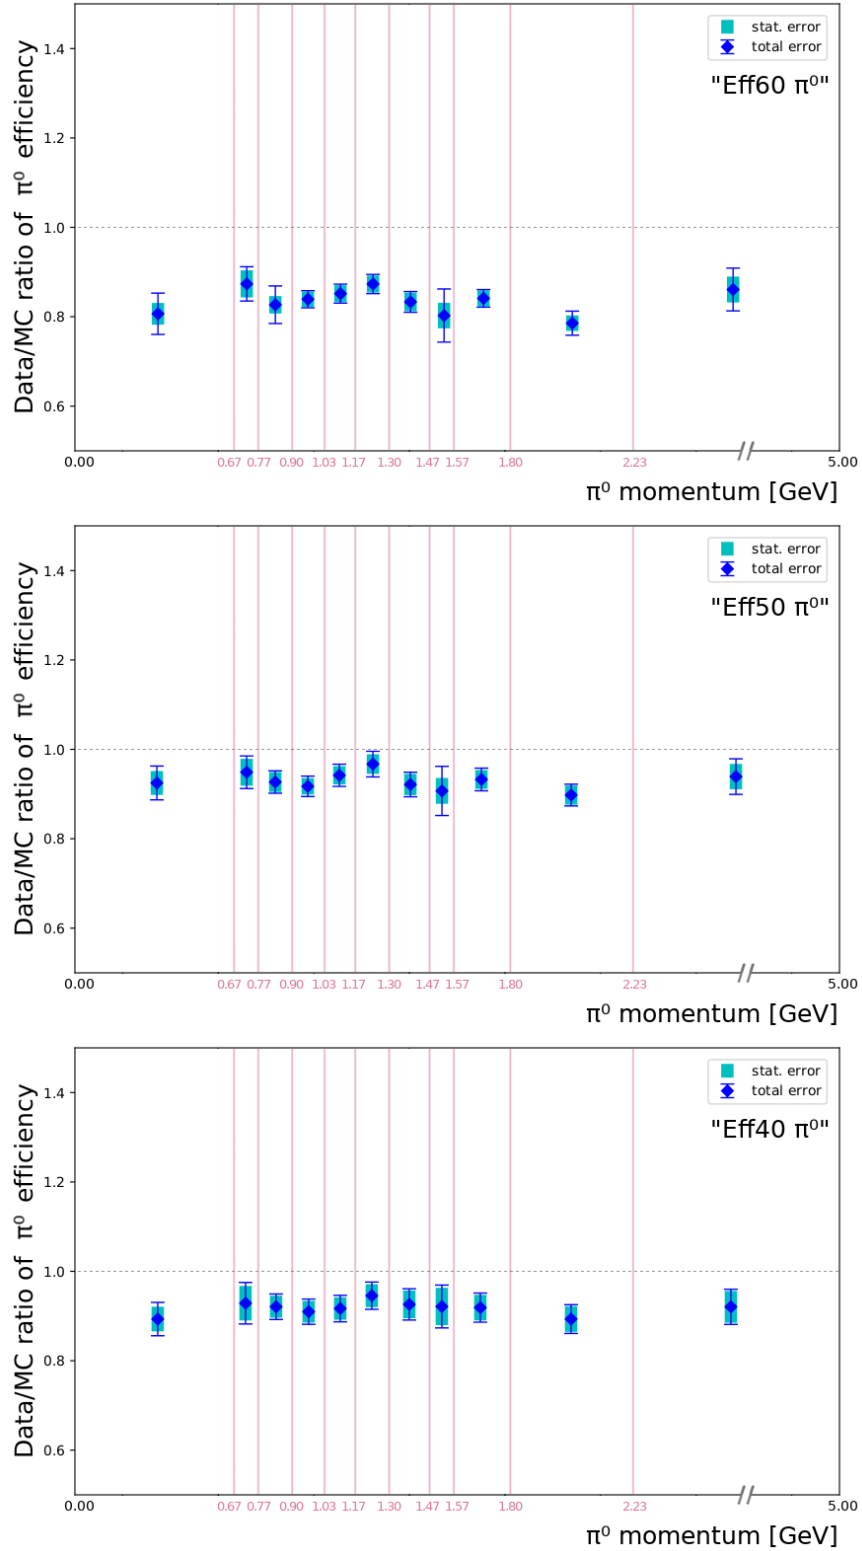 stat. error
total error
"Eff60 π⁰"
Data/MC ratio of π⁰ efficiency
1.4
1.2
1.0
0.8
0.6
0.00 0.67 0.77 0.90 1.03 1.17 1.30 1.47 1.57 1.80 2.23 5.00
π⁰ momentum [GeV]
stat. error
total error
"Eff50 π⁰"
Data/MC ratio of π⁰ efficiency
1.4
1.2
1.0
0.8
0.6
0.00 0.67 0.77 0.90 1.03 1.17 1.30 1.47 1.57 1.80 2.23 5.00
π⁰ momentum [GeV]
stat. error
total error
"Eff40 π⁰"
Data/MC ratio of π⁰ efficiency
1.4
1.2
1.0
0.8
0.6
0.00 0.67 0.77 0.90 1.03 1.17 1.30 1.47 1.57 1.80 2.23 5.00
π⁰ momentum [GeV]